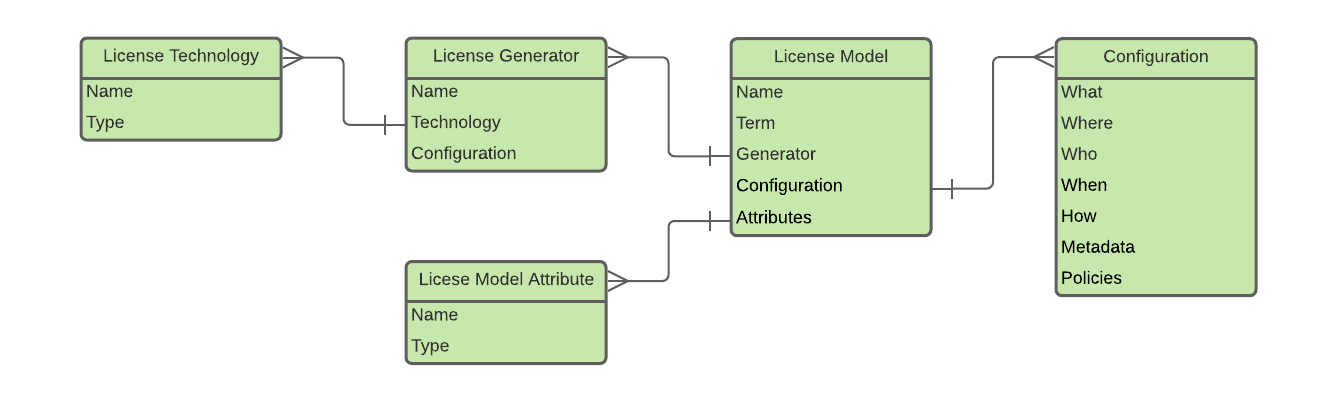 License Technology
Name
Type
License Generator
Name
Technology
Configuration
License Model
Name
Term
Generator
Configuration
Attributes
Configuration
What
Where
Who
When
How
Metadata
Policies
Licese Model Attribute
Name
Type